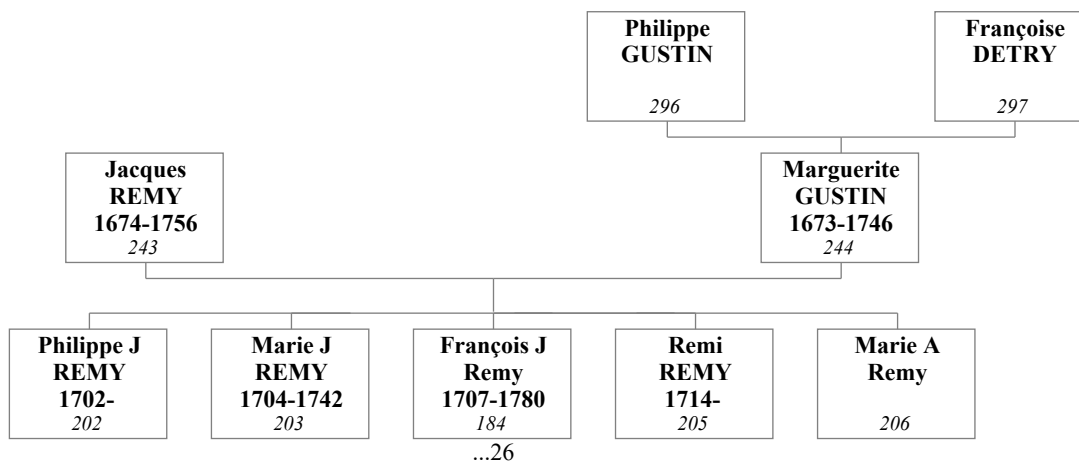 Philippe
GUSTIN
296
Françoise
DETRY
297
Jacques
REMY
1674-1756
243
Marguerite
GUSTIN
1673-1746
244
Philippe J
REMY
1702-
202
Marie J
REMY
1704-1742
203
François J
Remy
1707-1780
184
...26
Remi
REMY
1714-
205
Marie A
Remy
206